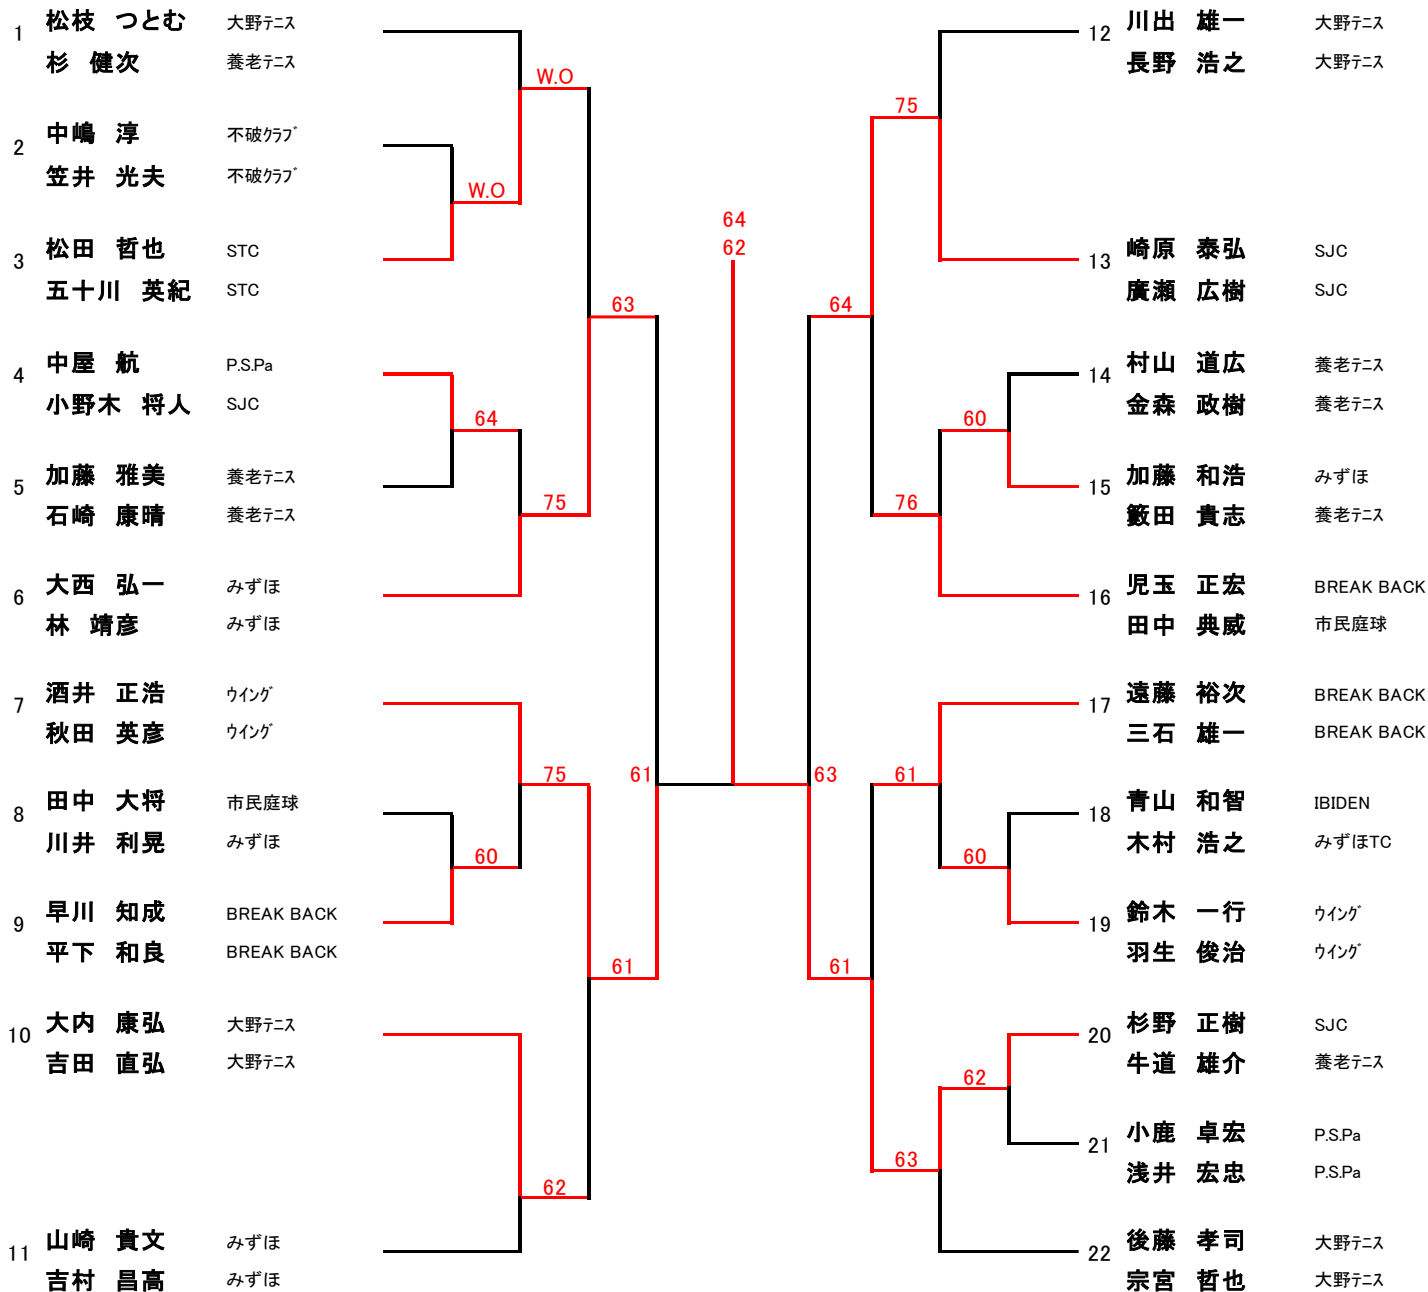 1 松枝 つとむ 大野テニス
杉 健次 養老テニス
W.O
2 中嶋 淳 不破クラブ
笠井 光夫 不破クラブ
W.O
3 松田 哲也 STC
五十川 英紀 STC
63
4 中屋 航 P.S.Pa
小野木 将人 SJC
64
5 加藤 雅美 養老テニス
石崎 康晴 養老テニス
75
6 大西 弘一 みずほ
林 靖彦 みずほ
7 酒井 正浩 ウイング
秋田 英彦 ウイング
75
61
8 田中 大将 市民庭球
川井 利晃 みずほ
60
9 早川 知成 BREAK BACK
平下 和良 BREAK BACK
61
10 大内 康弘 大野テニス
吉田 直弘 大野テニス
62
11 山崎 貴文 みずほ
吉村 昌高 みずほ
64
62
12 川出 雄一 大野テニス
長野 浩之 大野テニス
75
13 崎原 泰弘 SJC
廣瀬 広樹 SJC
64
14 村山 道広 養老テニス
金森 政樹 養老テニス
60
15 加藤 和浩 みずほ
籔田 貴志 養老テニス
76
16 児玉 正宏 BREAK BACK
田中 典威 市民庭球
17 遠藤 裕次 BREAK BACK
三石 雄一 BREAK BACK
63
61
18 青山 和智 IBIDEN
木村 浩之 みずほTC
60
19 鈴木 一行 ウイング
羽生 俊治 ウイング
61
20 杉野 正樹 SJC
牛道 雄介 養老テニス
62
21 小鹿 卓宏 P.S.Pa
浅井 宏忠 P.S.Pa
63
22 後藤 孝司 大野テニス
宗宮 哲也 大野テニス